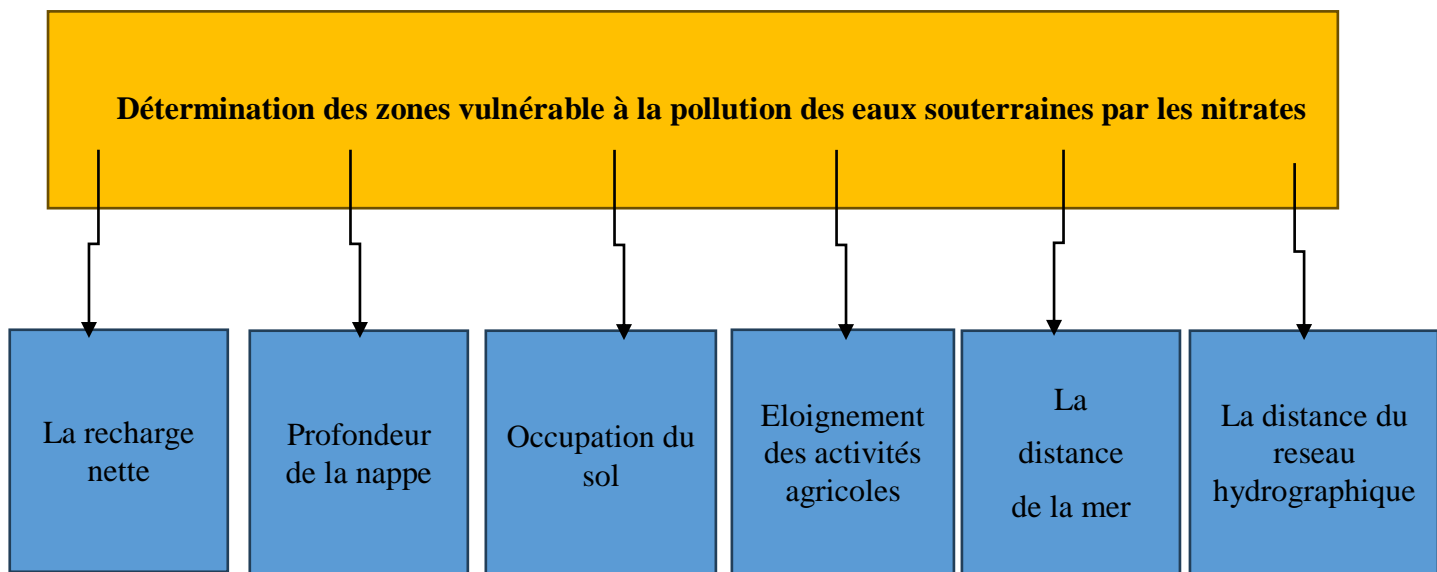 Détermination des zones vulnérable à la pollution des eaux souterraines par les nitrates
La recharge
nette
Profondeur
de la nappe
Occupation du
sol
Eloignement
des activités
agricoles
La
distance
de la mer
La distance du
reseau
hydrographique